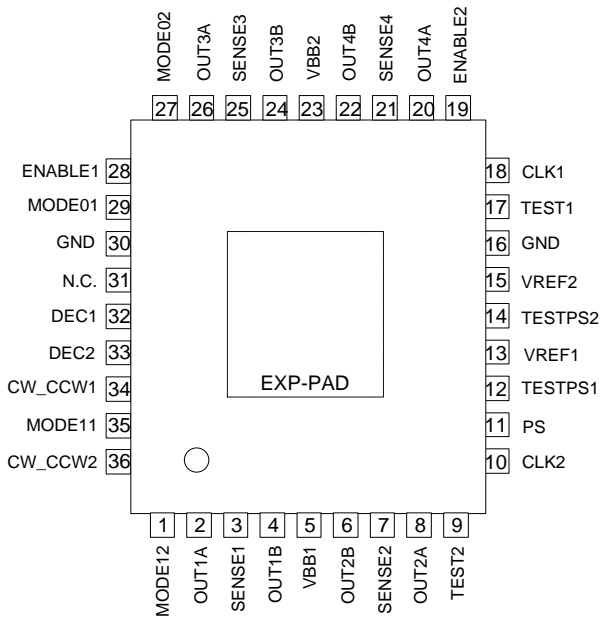 MODE02
OUT3A
SENSE3
OUT3B
VBB2
OUT4B
SENSE4
OUT4A
ENABLE2
27 26 25 24 23 22 21 20 19
ENABLE1 28
MODE01 29
GND 30
N.C. 31
DEC1 32
DEC2 33
CW_CCW1 34
MODE11 35
CW_CCW2 36
18 CLK1
17 TEST1
16 GND
15 VREF2
14 TESTPS2
13 VREF1
12 TESTPS1
11 PS
10 CLK2
EXP-PAD
1 2 3 4 5 6 7 8 9
MODE12
OUT1A
SENSE1
OUT1B
VBB1
OUT2B
SENSE2
OUT2A
TEST2